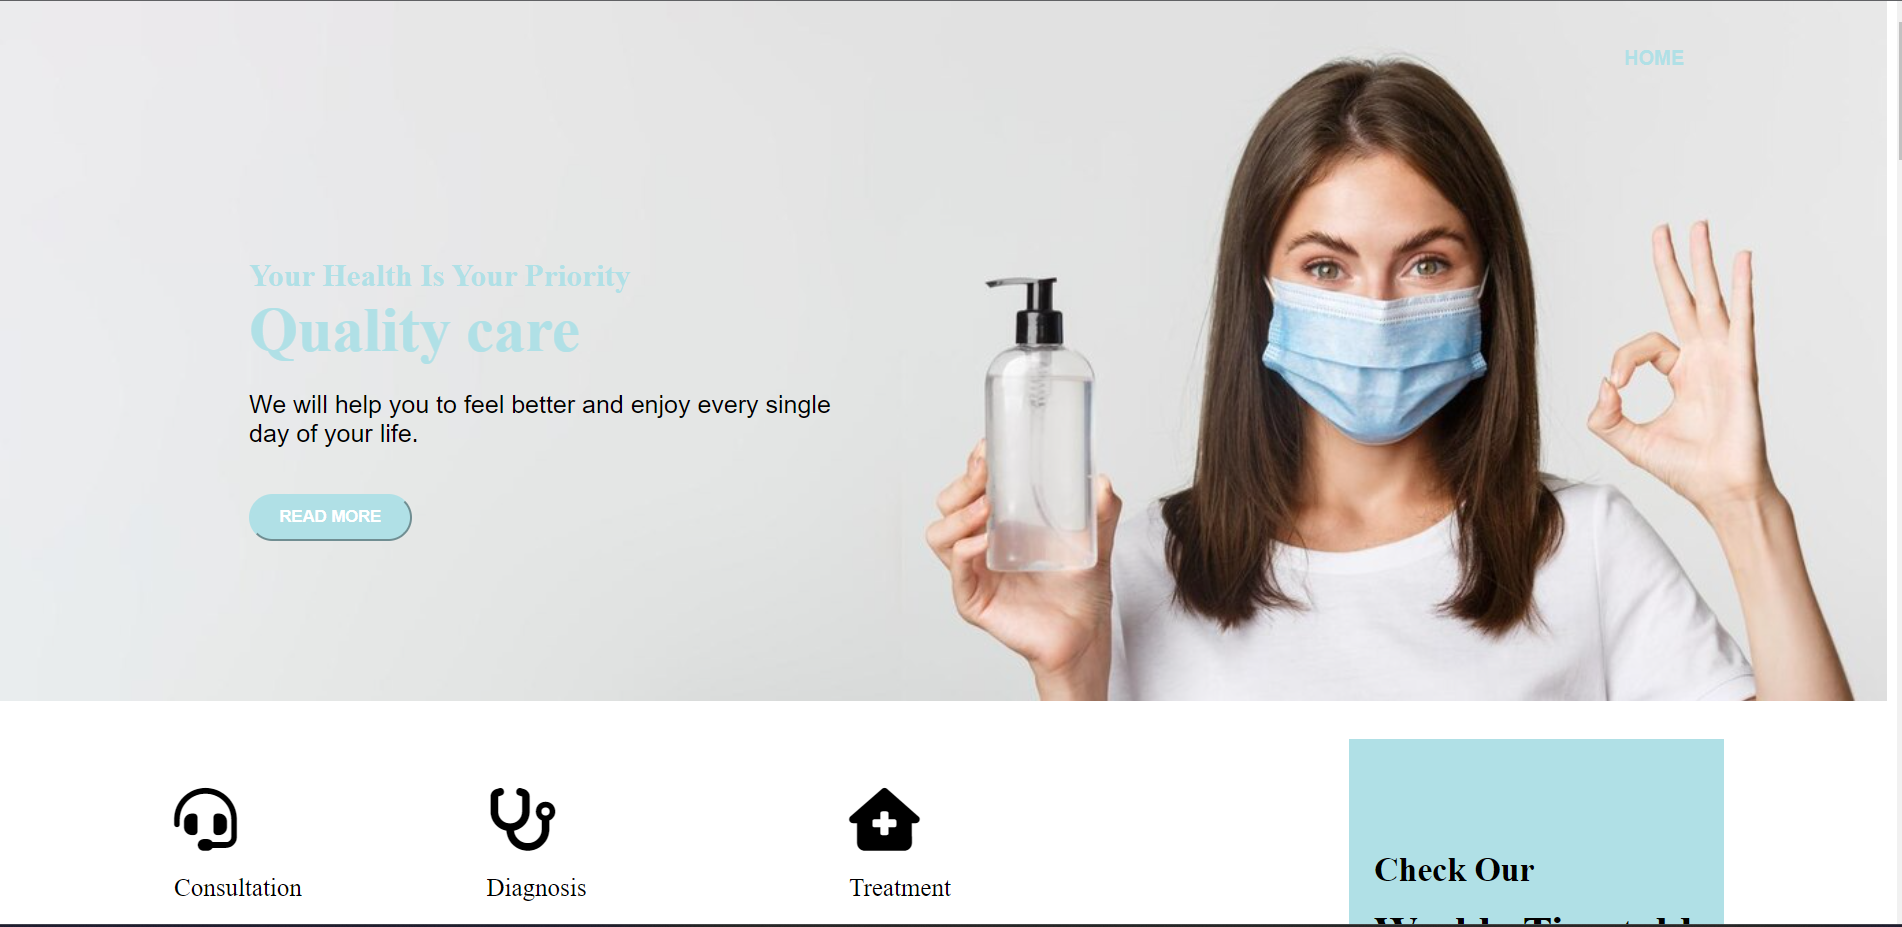 HOME
Your Health Is Your Priority
Quality care
We will help you to feel better and enjoy every single
day of your life.
READ MORE
Consultation
Diagnosis
Treatment
Check Our